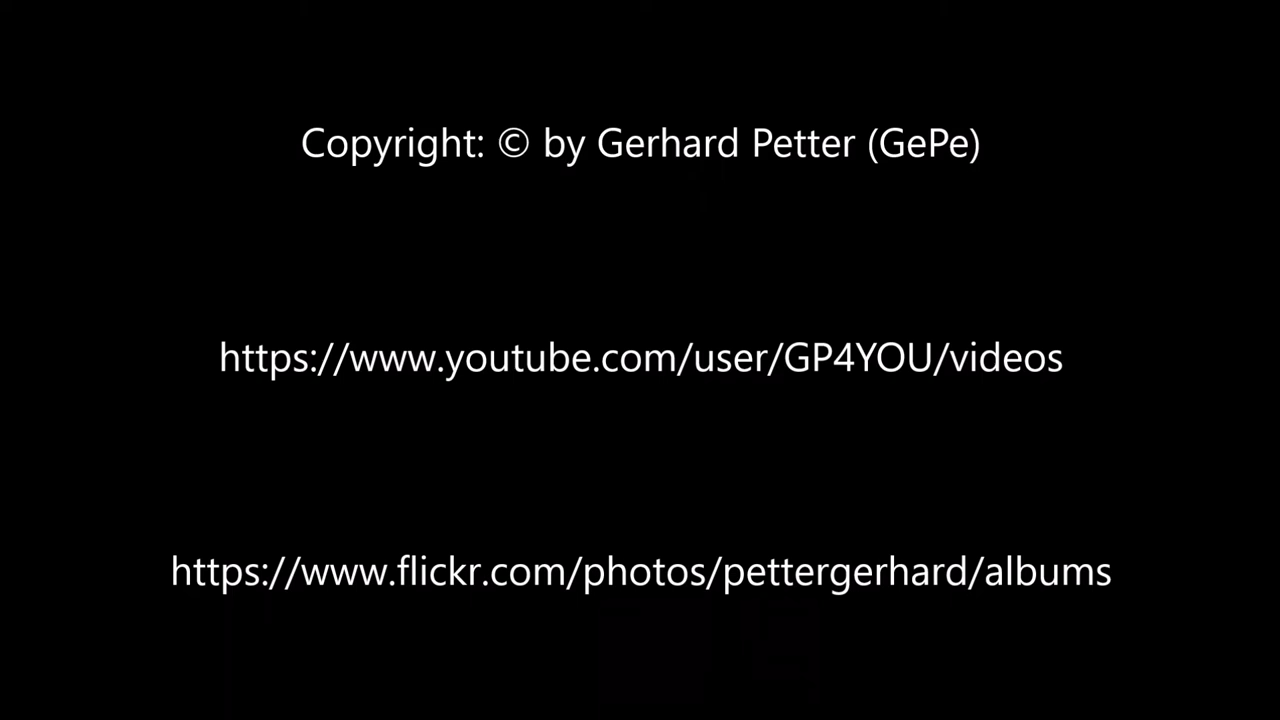 Copyright: © by Gerhard Petter (GePe)
https://www.youtube.com/user/GP4YOU/videos
https://www.flickr.com/photos/pettergerhard/albums